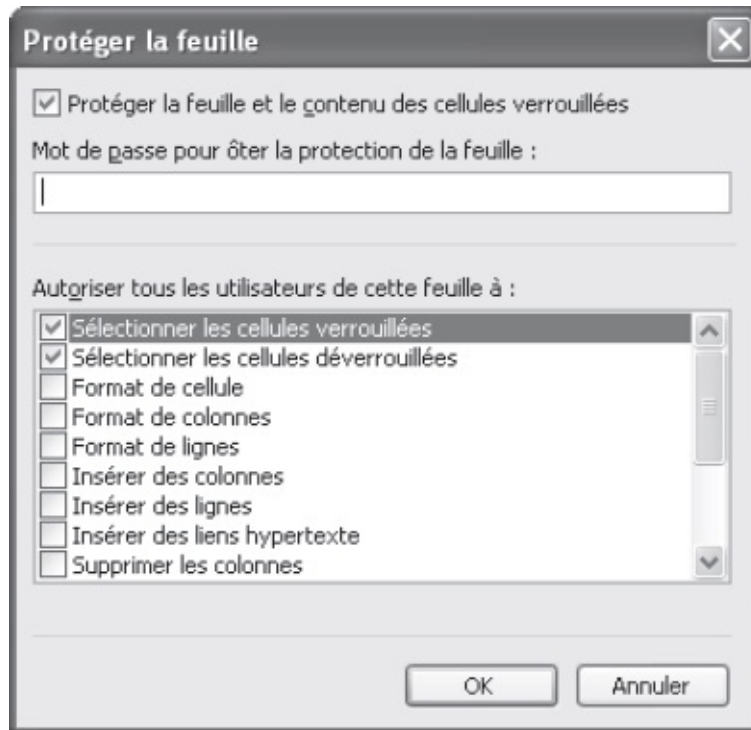 Protéger la feuille
Protéger la feuille et le contenu des cellules verrouillées
Mot de passe pour ôter la protection de la feuille :
Autoriser tous les utilisateurs de cette feuille à :
Sélectionner les cellules verrouillées
Sélectionner les cellules déverrouillées
Format de cellule
Format de colonnes
Format de lignes
Insérer des colonnes
Insérer des lignes
Insérer des liens hypertexte
Supprimer les colonnes
OK Annuler